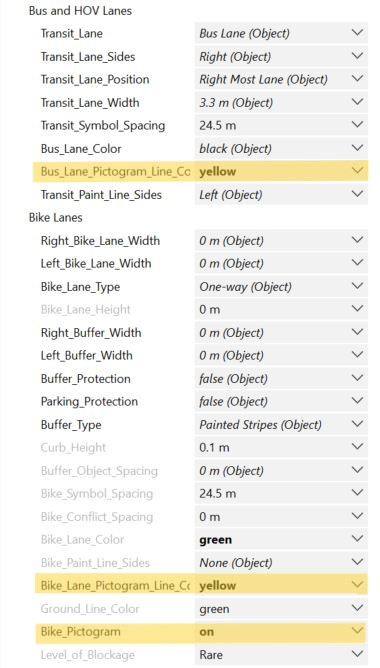 Bus and HOV Lanes
Transit_Lane Bus Lane (Object)
Transit_Lane_Sides Right (Object)
Transit_Lane_Position Right Most Lane (Object)
Transit_Lane_Width 3.3 m (Object)
Transit_Symbol_Spacing 24.5 m
Bus_Lane_Color black (Object)
Bus_Lane_Pictogram_Line_Co yellow
Transit_Paint_Line_Sides Left (Object)
Bike Lanes
Right_Bike_Lane_Width 0 m (Object)
Left_Bike_Lane_Width 0 m (Object)
Bike_Lane_Type One-way (Object)
Bike_Lane_Height 0 m
Right_Buffer_Width 0 m (Object)
Left_Buffer_Width 0 m (Object)
Buffer_Protection false (Object)
Parking_Protection false (Object)
Buffer_Type Painted Stripes (Object)
Curb_Height 0.1 m
Buffer_Object_Spacing 0 m (Object)
Bike_Symbol_Spacing 24.5 m
Bike_Conflict_Spacing 0 m
Bike_Lane_Color green
Bike_Paint_Line_Sides None (Object)
Bike_Lane_Pictogram_Line_Cc yellow
Ground_Line_Color green
Bike_Pictogram on
Level_of_Blockage Rare